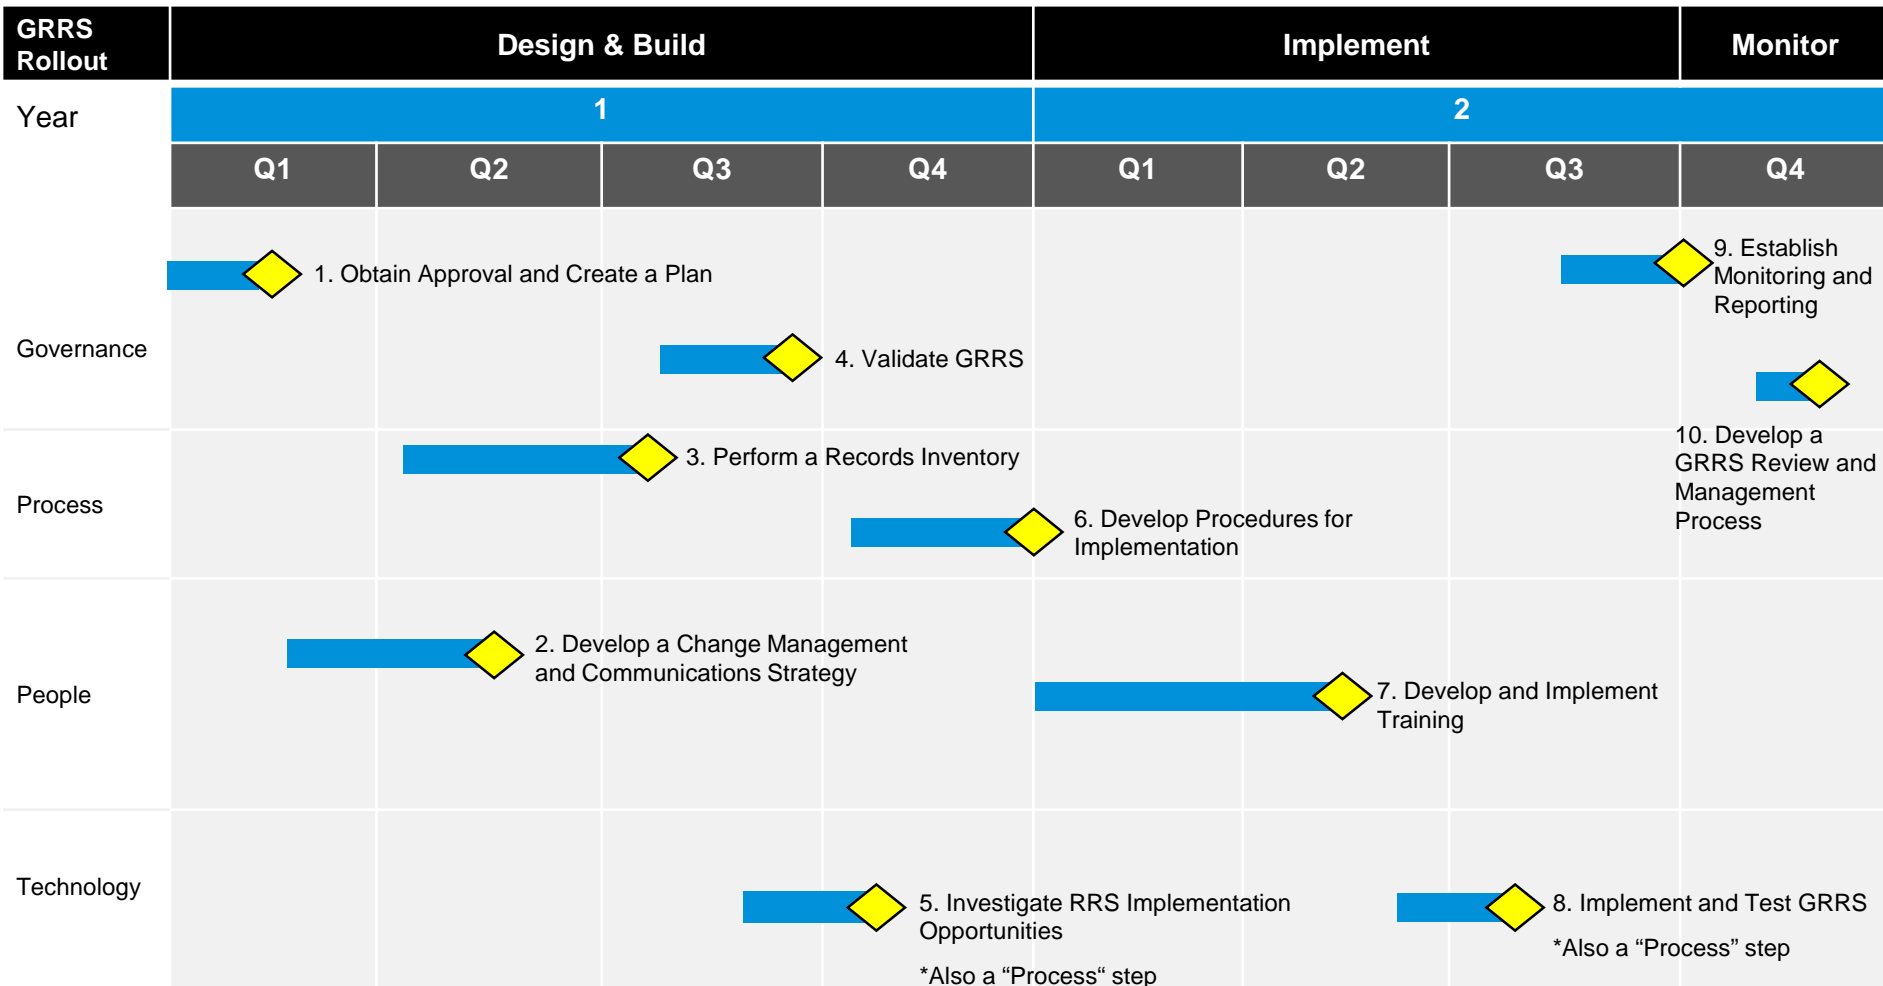 GRRS
Rollout
Design & Build
Implement
Monitor
Year
1
2
Q1
Q2
Q3
Q4
Q1
Q2
Q3
Q4
Governance
1. Obtain Approval and Create a Plan
4. Validate GRRS
9. Establish
Monitoring and
Reporting
10. Develop a
GRRS Review and
Management
Process
Process
3. Perform a Records Inventory
6. Develop Procedures for
Implementation
People
2. Develop a Change Management
and Communications Strategy
7. Develop and Implement
Training
Technology
5. Investigate RRS Implementation
Opportunities
*Also a “Process“ step
8. Implement and Test GRRS
*Also a “Process” step